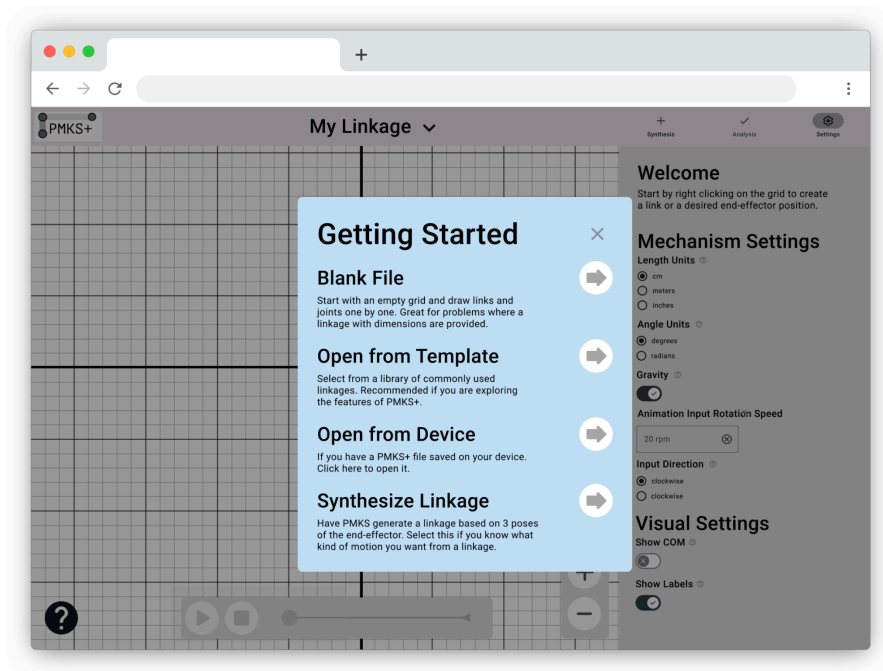 PMKS+
My Linkage
Synthesis
Analysis
Settings
Getting Started
Blank File
Start with an empty grid and draw links and
joints one by one. Great for problems where a
linkage with dimensions are provided.
Open from Template
Select from a library of commonly used
linkages. Recommended if you are exploring
the features of PMKS+.
Open from Device
If you have a PMKS+ file saved on your device.
Click here to open it.
Synthesize Linkage
Have PMKS generate a linkage based on 3 poses
of the end-effector. Select this if you know what
kind of motion you want from a linkage.
Welcome
Start by right clicking on the grid to create
a link or a desired end-effector position.
Mechanism Settings
Length Units
cm
meters
inches
Angle Units
degrees
radians
Gravity
Animation Input Rotation Speed
20 rpm
Input Direction
clockwise
clockwise
Visual Settings
Show COM
Show Labels